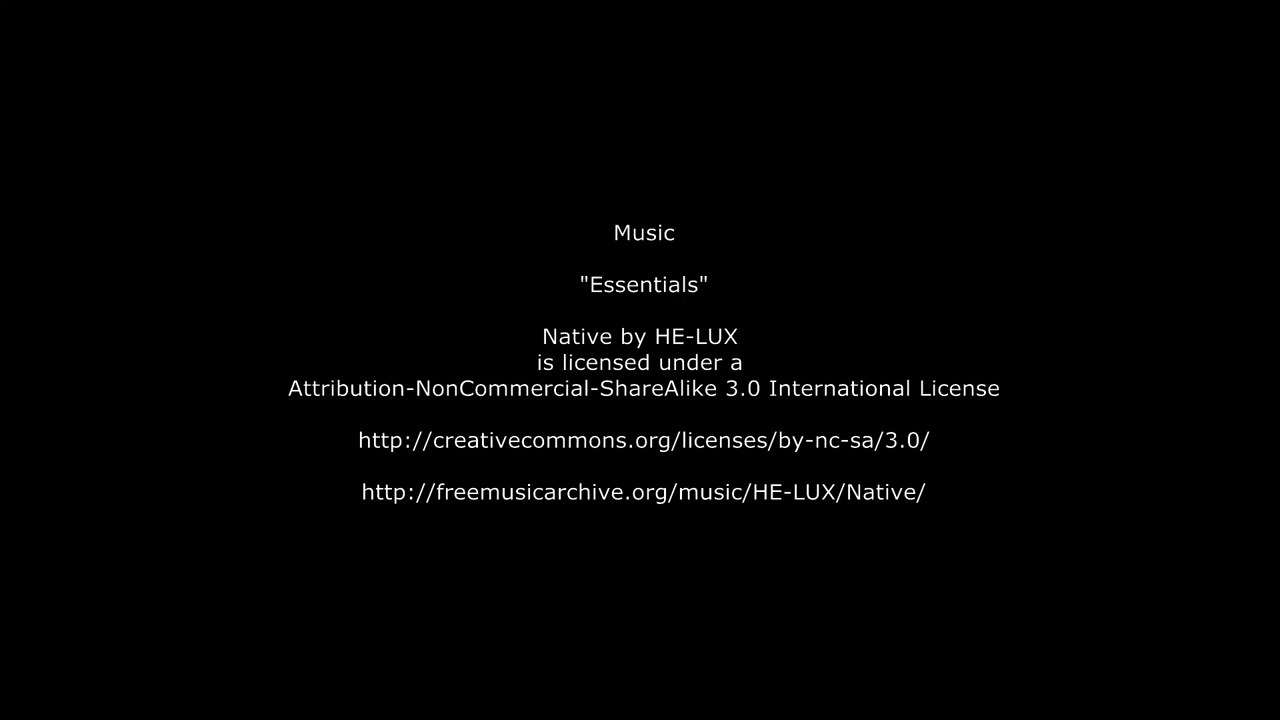 Music
"Essentials"
Native by HE-LUX
is licensed under a
Attribution-NonCommercial-ShareAlike 3.0 International License
http://creativecommons.org/licenses/by-nc-sa/3.0/
http://freemusicarchive.org/music/HE-LUX/Native/